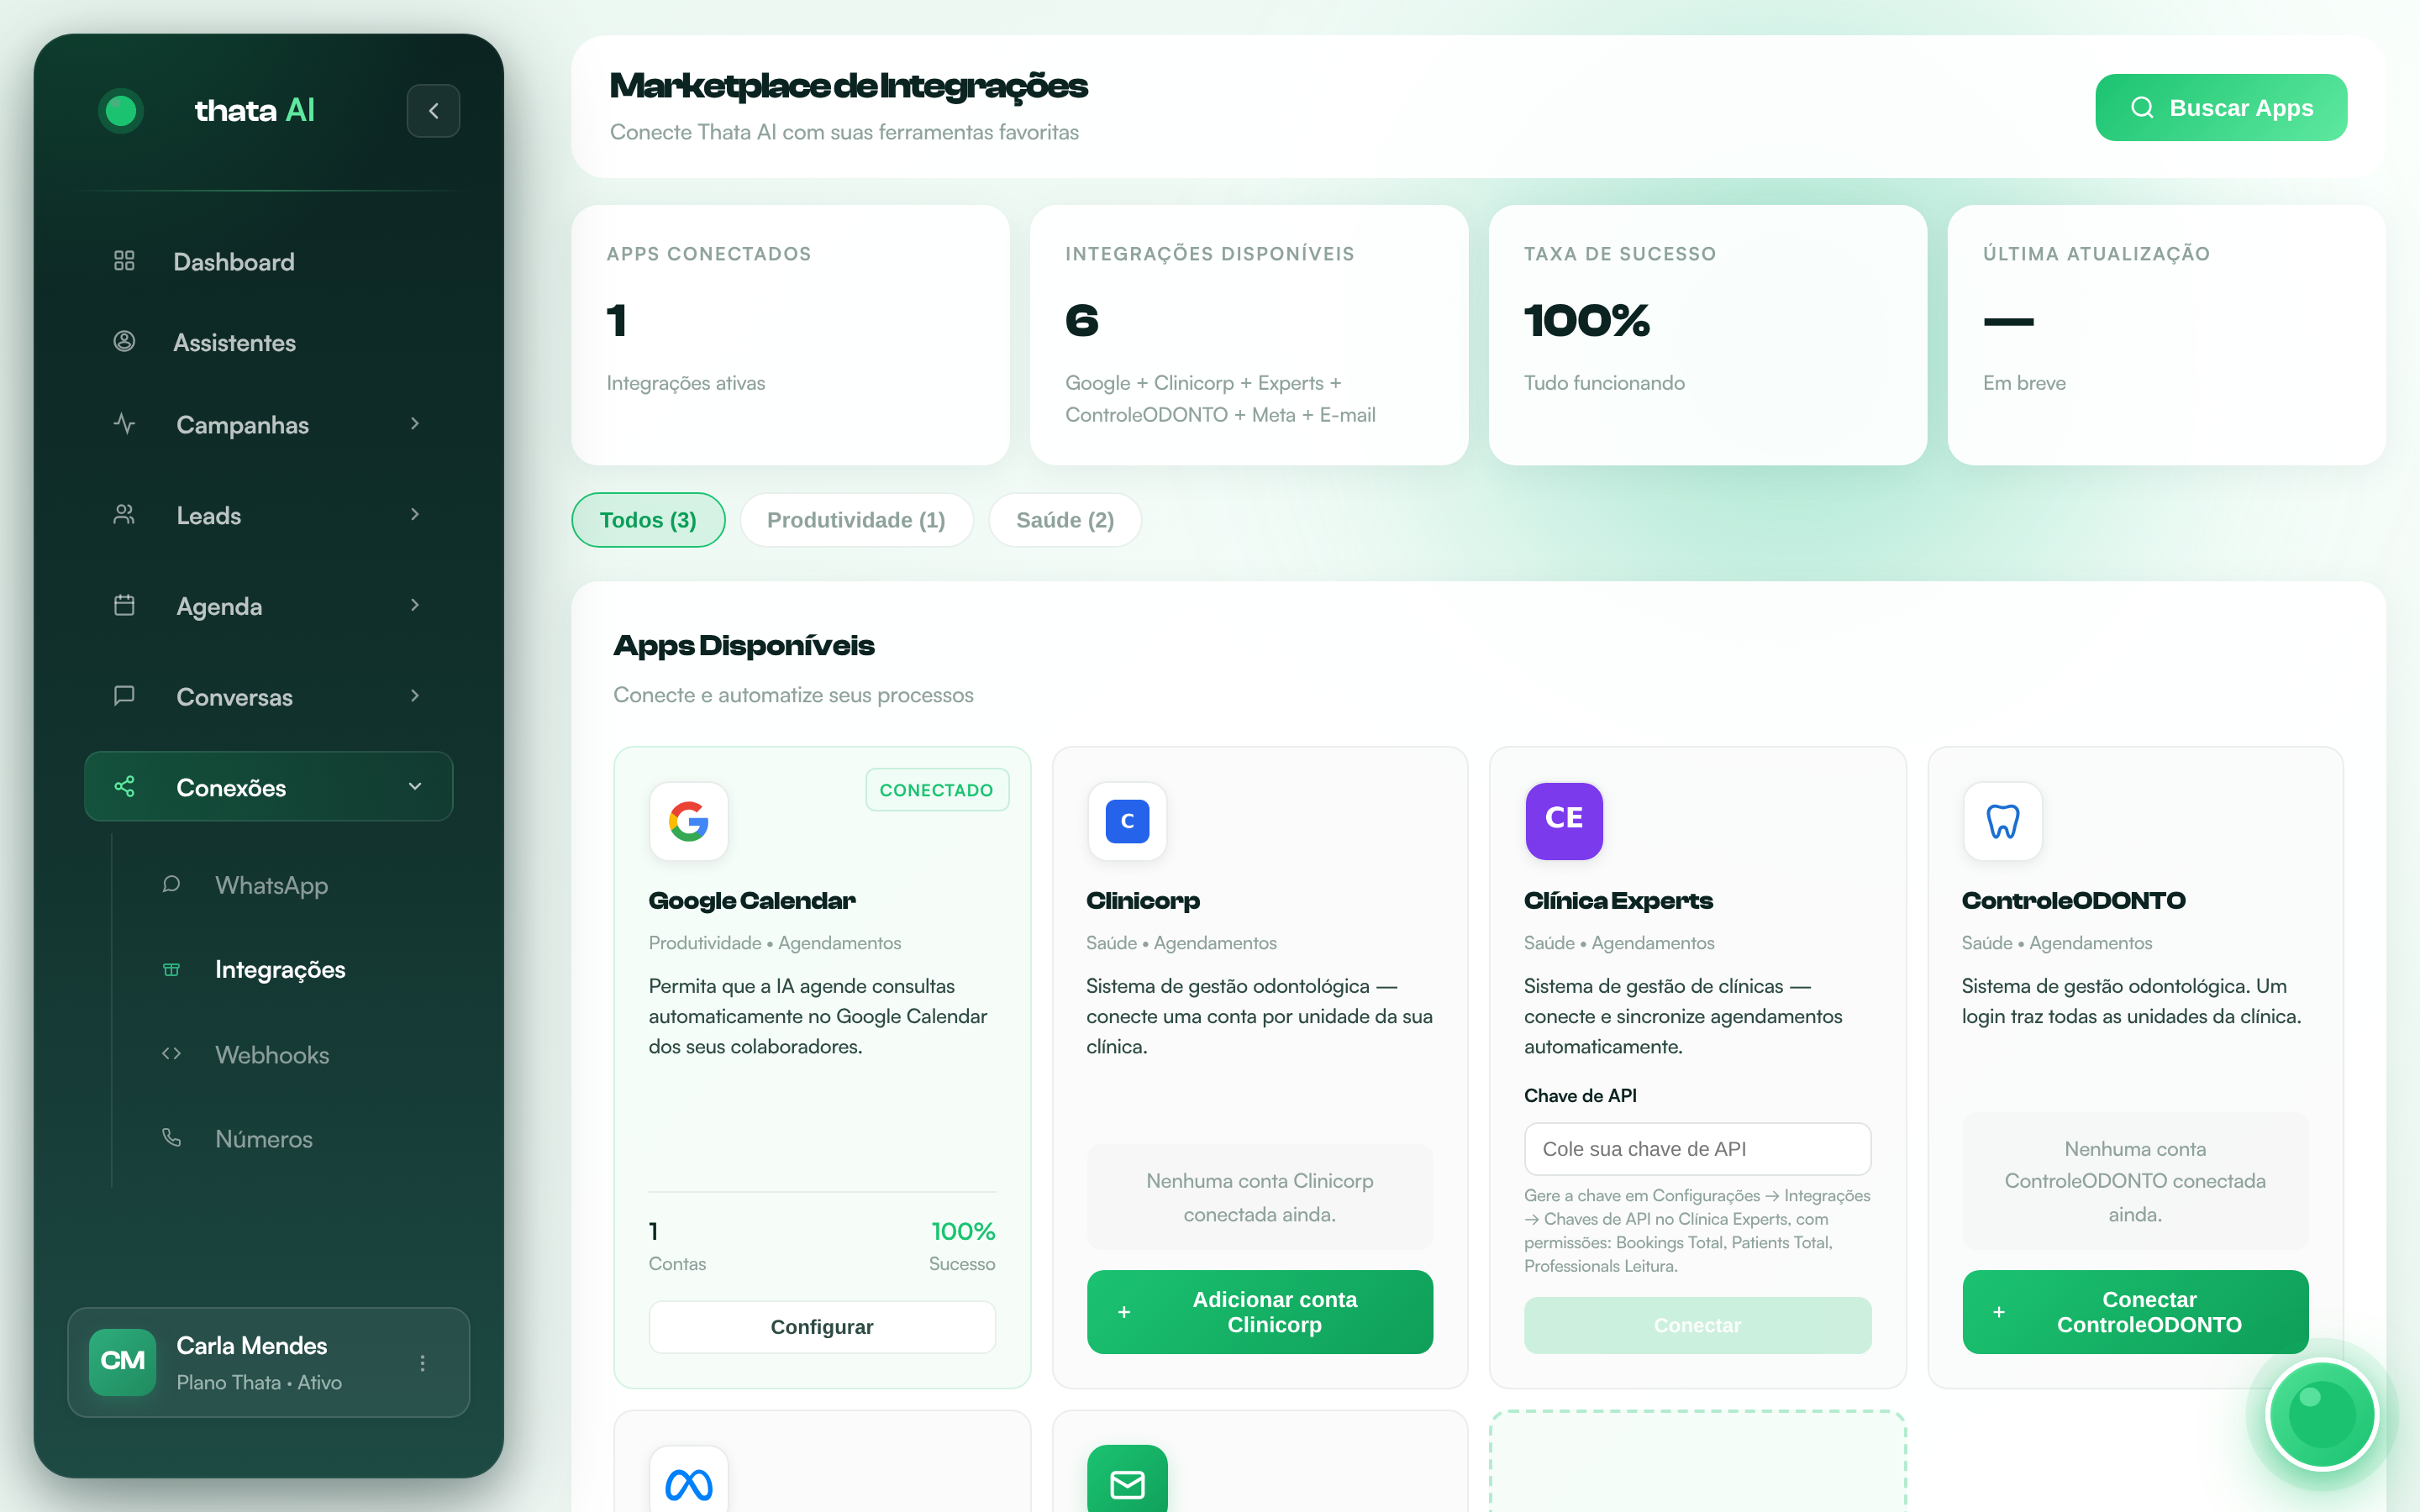 thata AI
Dashboard
Assistentes
Campanhas
Leads
Agenda
Conversas
Conexões
WhatsApp
Integrações
Webhooks
Números
CM
Carla Mendes
Plano Thata · Ativo
Marketplace de Integrações
Conecte Thata AI com suas ferramentas favoritas
Buscar Apps
APPS CONECTADOS
1
Integrações ativas
INTEGRAÇÕES DISPONÍVEIS
6
Google + Clinicorp + Experts +
ControleODONTO + Meta + E-mail
TAXA DE SUCESSO
100%
Tudo funcionando
ÚLTIMA ATUALIZAÇÃO
—
Em breve
Todos (3)
Produtividade (1)
Saúde (2)
Apps Disponíveis
Conecte e automatize seus processos
CONECTADO
Google Calendar
Produtividade • Agendamentos
Permita que a IA agende consultas
automaticamente no Google Calendar
dos seus colaboradores.
1
100%
Contas
Sucesso
Configurar
C
Clinicorp
Saúde • Agendamentos
Sistema de gestão odontológica —
conecte uma conta por unidade da sua
clínica.
Nenhuma conta Clinicorp
conectada ainda.
+ Adicionar conta
Clinicorp
CE
Clínica Experts
Saúde • Agendamentos
Sistema de gestão de clínicas —
conecte e sincronize agendamentos
automaticamente.
Chave de API
Cole sua chave de API
Gere a chave em Configurações → Integrações
→ Chaves de API no Clínica Experts, com
permissões: Bookings Total, Patients Total,
Professionals Leitura.
Conectar
ControleODONTO
Saúde • Agendamentos
Sistema de gestão odontológica. Um
login traz todas as unidades da clínica.
Nenhuma conta
ControleODONTO conectada
ainda.
+ Conectar
ControleODONTO